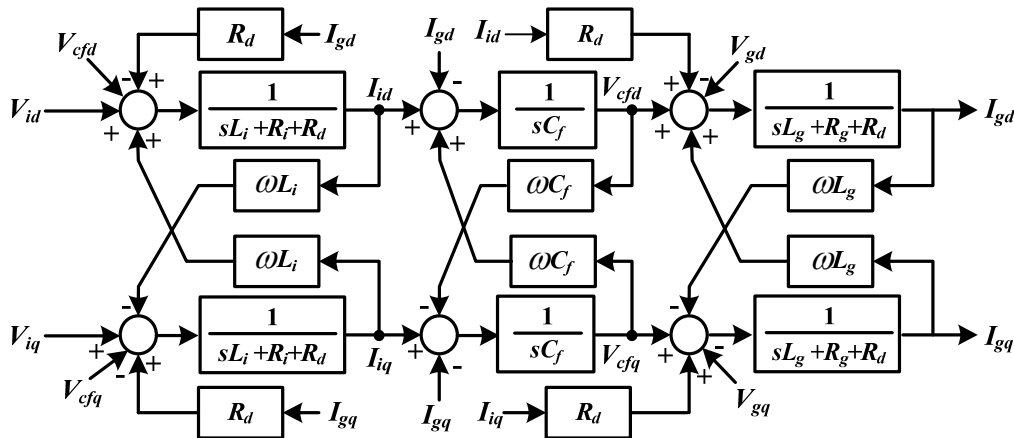 R_d I_gd I_gd I_id R_d
V_cfd - + - - V_gd
V_id + + 1 / sL_i +R_i+R_d I_id + + 1 / sC_f V_cfd + + + - 1 / sL_g +R_g+R_d I_gd
ωL_i ωC_f ωL_g
ωL_i ωC_f ωL_g
- - -
V_iq + - + 1 / sL_i +R_i+R_d I_iq + - 1 / sC_f V_cfq + + - 1 / sL_g +R_g+R_d I_gq
V_cfq V_gq
R_d I_gq I_gq I_iq R_d